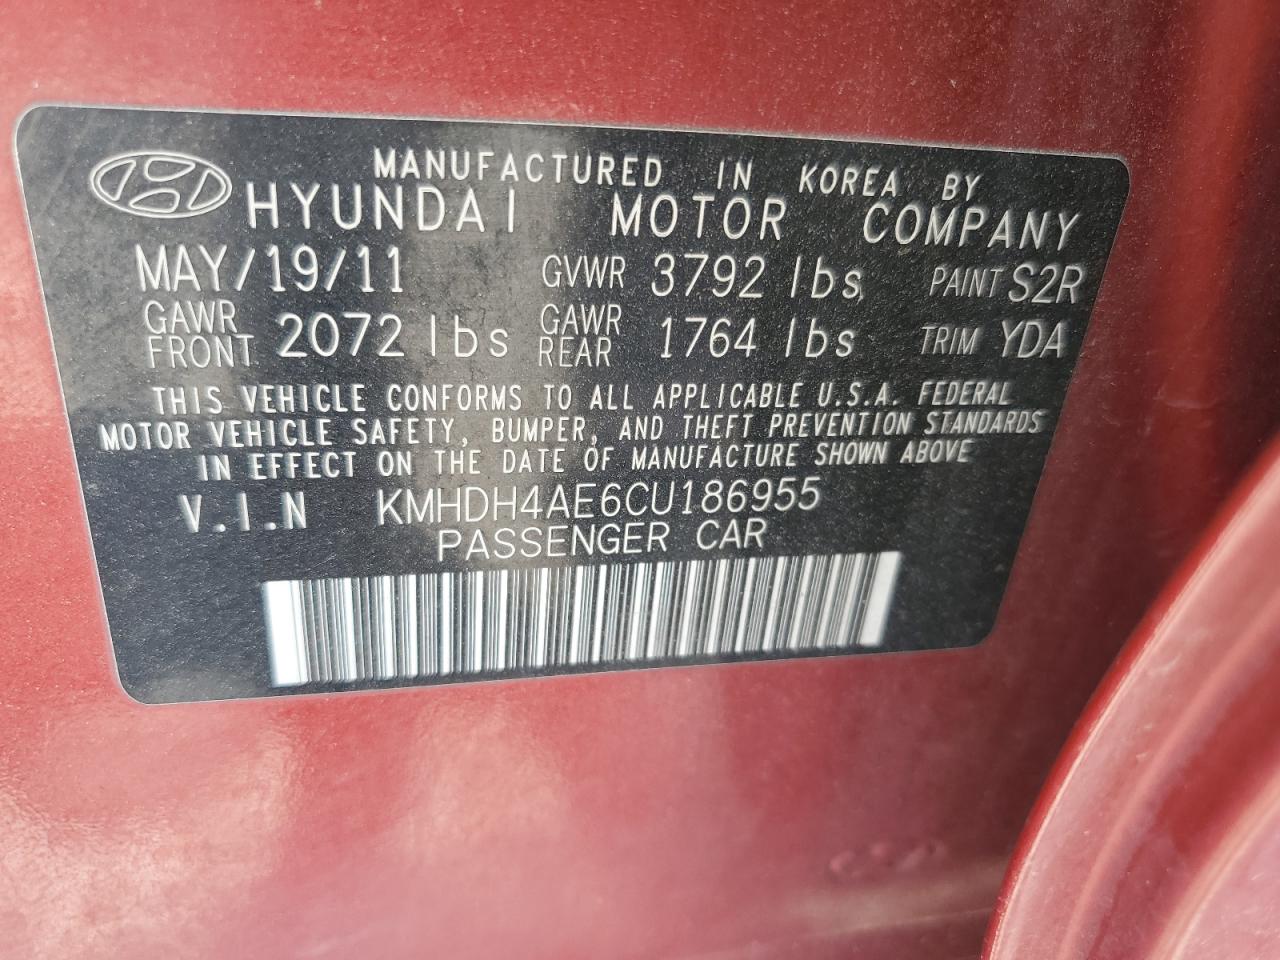 MANUFACTURED IN KOREA BY
HYUNDAI MOTOR COMPANY
MAY/19/11 GVWR 3792 lbs PAINT S2R
GAWR FRONT 2072 lbs GAWR REAR 1764 lbs TRIM YDA
THIS VEHICLE CONFORMS TO ALL APPLICABLE U.S.A. FEDERAL
MOTOR VEHICLE SAFETY, BUMPER, AND THEFT PREVENTION STANDARDS
IN EFFECT ON THE DATE OF MANUFACTURE SHOWN ABOVE
V.I.N KMHDH4AE6CU186955
PASSENGER CAR